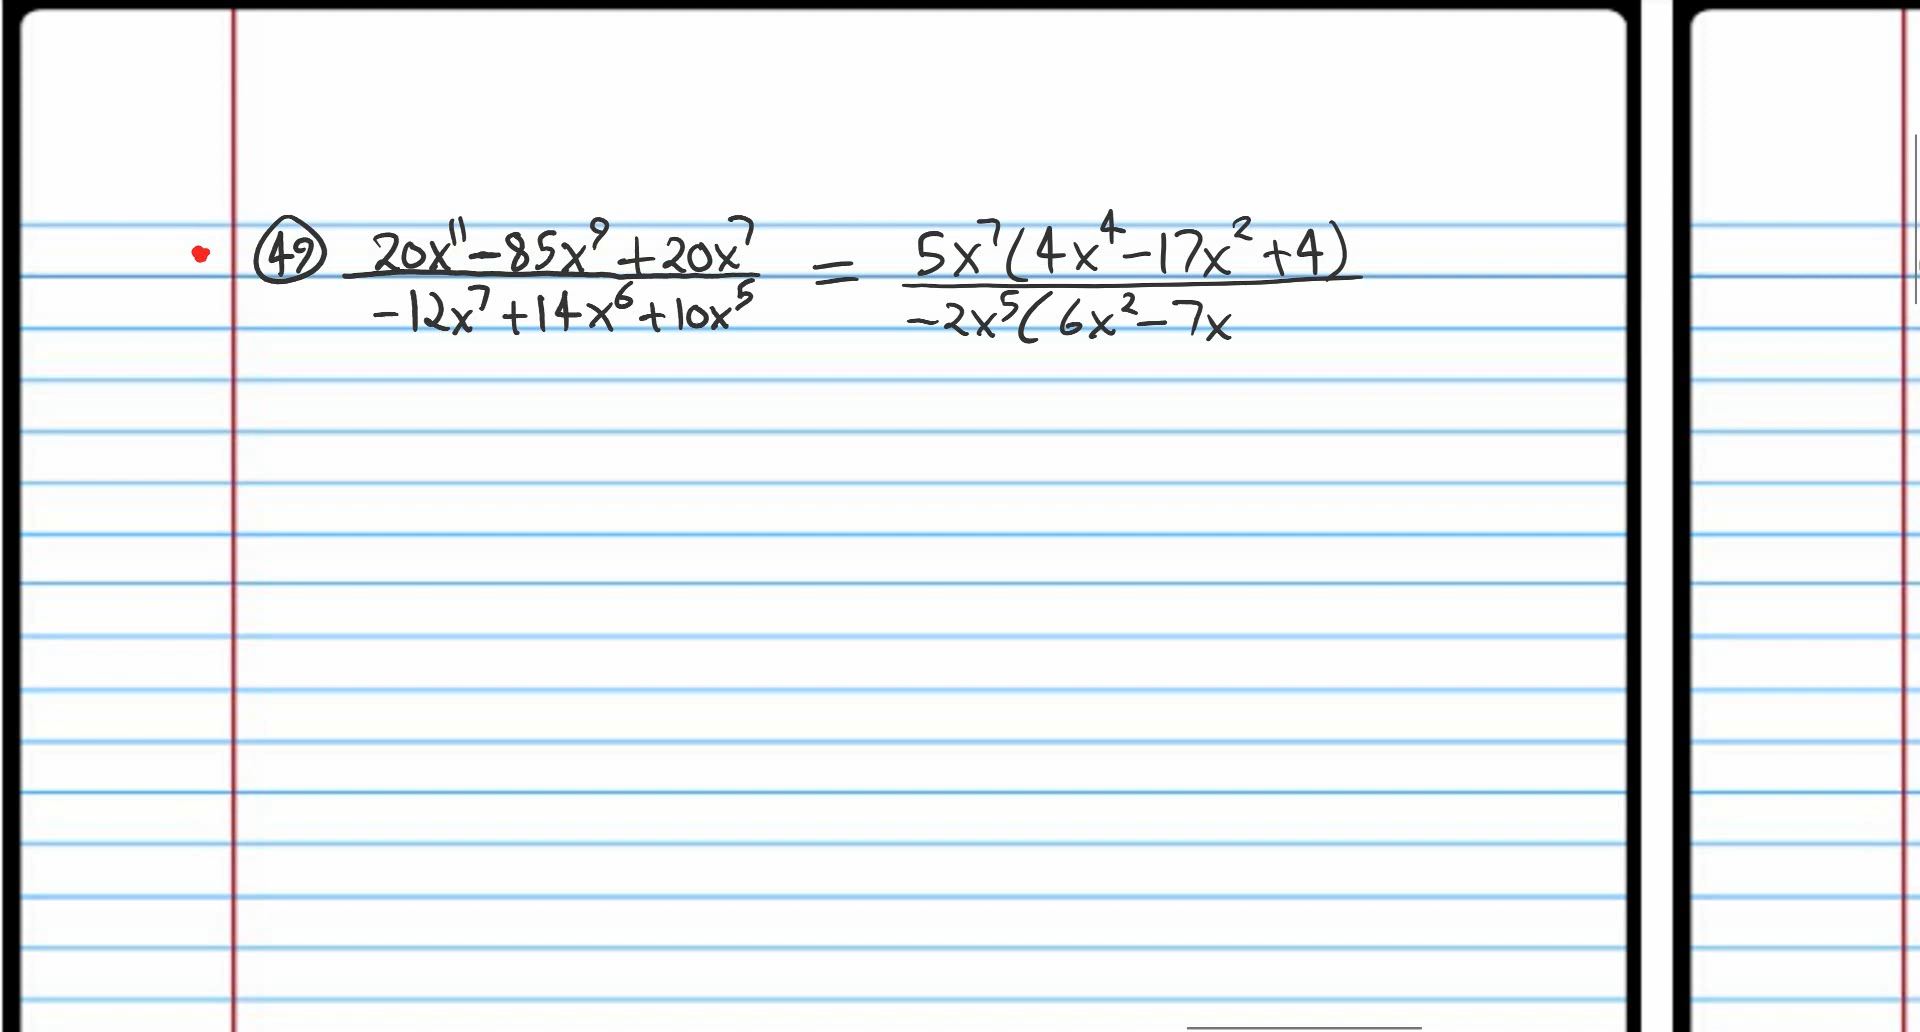 49 20x¹¹-85x⁹+20x⁷ = 5x⁷(4x⁴-17x²+4)
-12x⁷+14x⁶+10x⁵ -2x⁵(6x²-7x